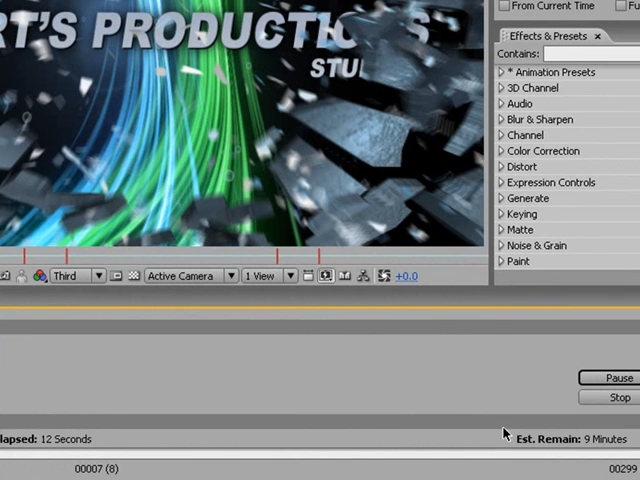 From Current Time
RT'S PRODUCTIONS
Effects & Presets ×
STU
Contains:
* Animation Presets
3D Channel
Audio
Blur & Sharpen
Channel
Color Correction
Distort
Expression Controls
Generate
Keying
Matte
Noise & Grain
Paint
Third
Active Camera
1 View
+0.0
Pause
Stop
lapsed: 12 Seconds
Est. Remain: 9 Minutes
00007 (8)
00299